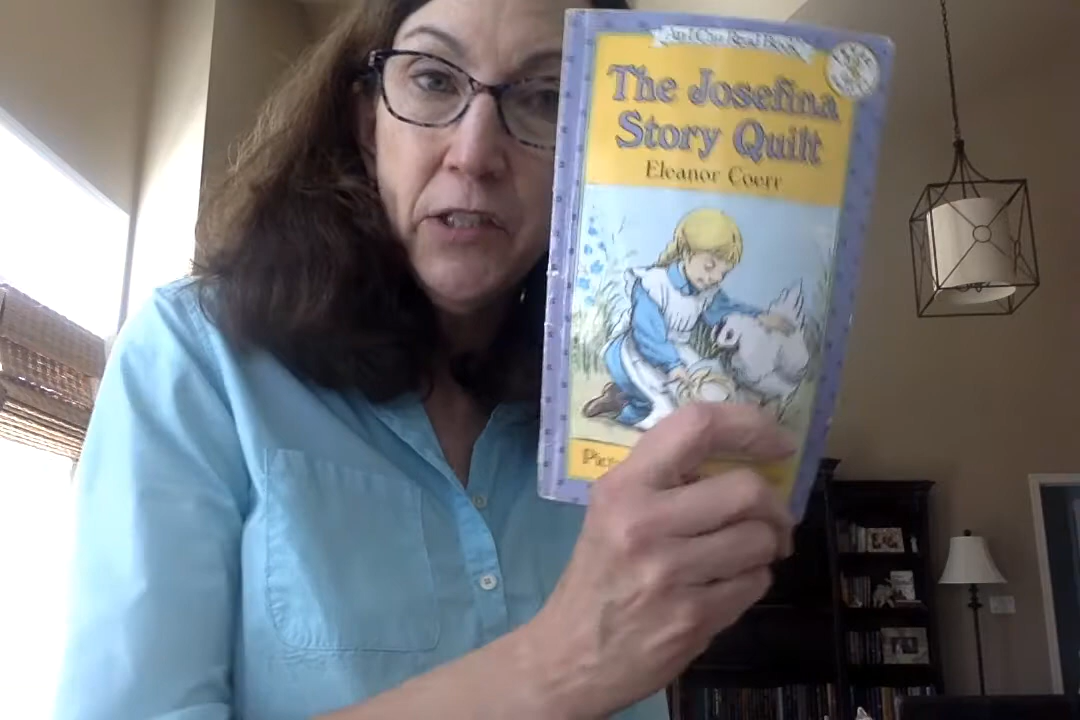 An I Can Read Book
The Josefina
Story Quilt
Eleanor Coerr